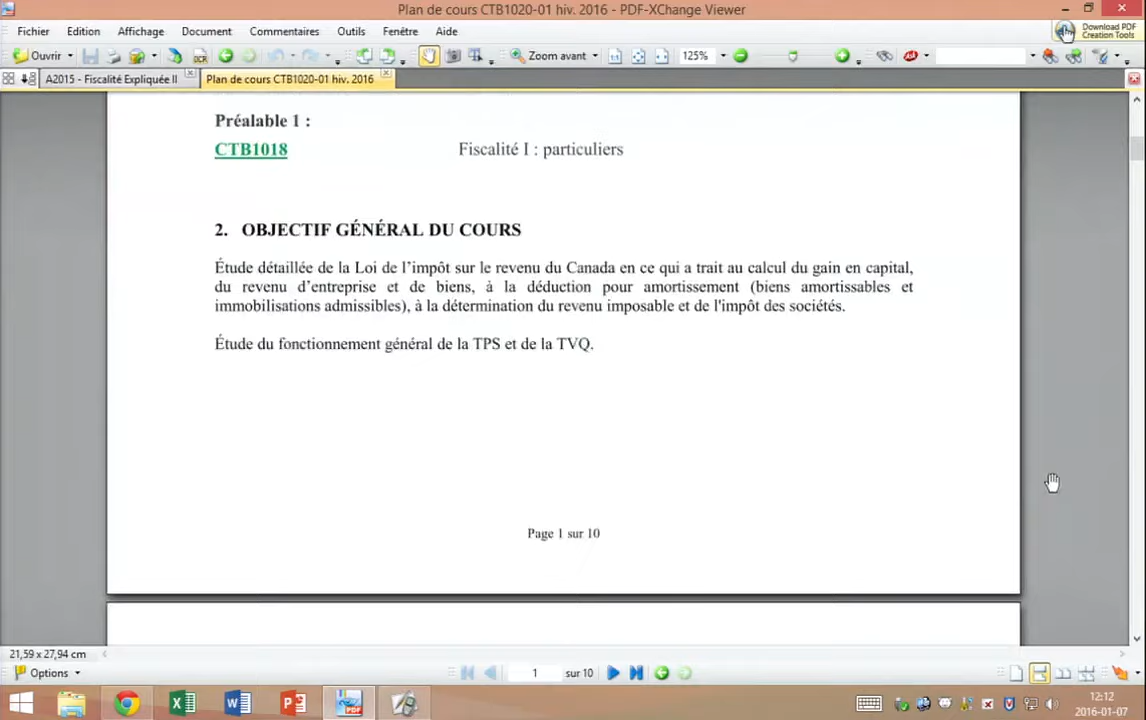 Plan de cours CTB1020-01 hiv. 2016 - PDF-XChange Viewer
Fichier Edition Affichage Document Commentaires Outils Fenêtre Aide
Download PDF
Creation Tools
Ouvrir OCR Zoom avant 125%
A2015 - Fiscalité Expliquée II Plan de cours CTB1020-01 hiv. 2016
Préalable 1 :
CTB1018 Fiscalité I : particuliers
2. OBJECTIF GÉNÉRAL DU COURS
Étude détaillée de la Loi de l’impôt sur le revenu du Canada en ce qui a trait au calcul du gain en capital,
du revenu d’entreprise et de biens, à la déduction pour amortissement (biens amortissables et
immobilisations admissibles), à la détermination du revenu imposable et de l'impôt des sociétés.
Étude du fonctionnement général de la TPS et de la TVQ.
Page 1 sur 10
21,59 x 27,94 cm
Options 1 sur 10
PDF
12:12
2016-01-07